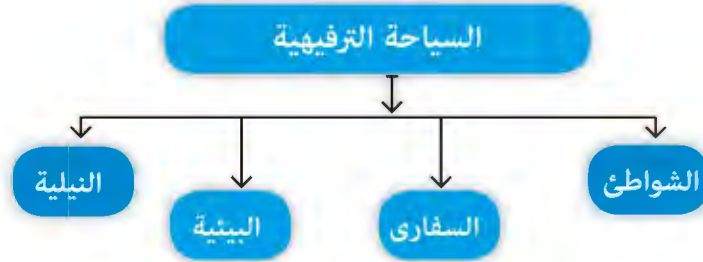 السياحة الترفيهية
الشواطئ
السفارى
البيئية
النيلية